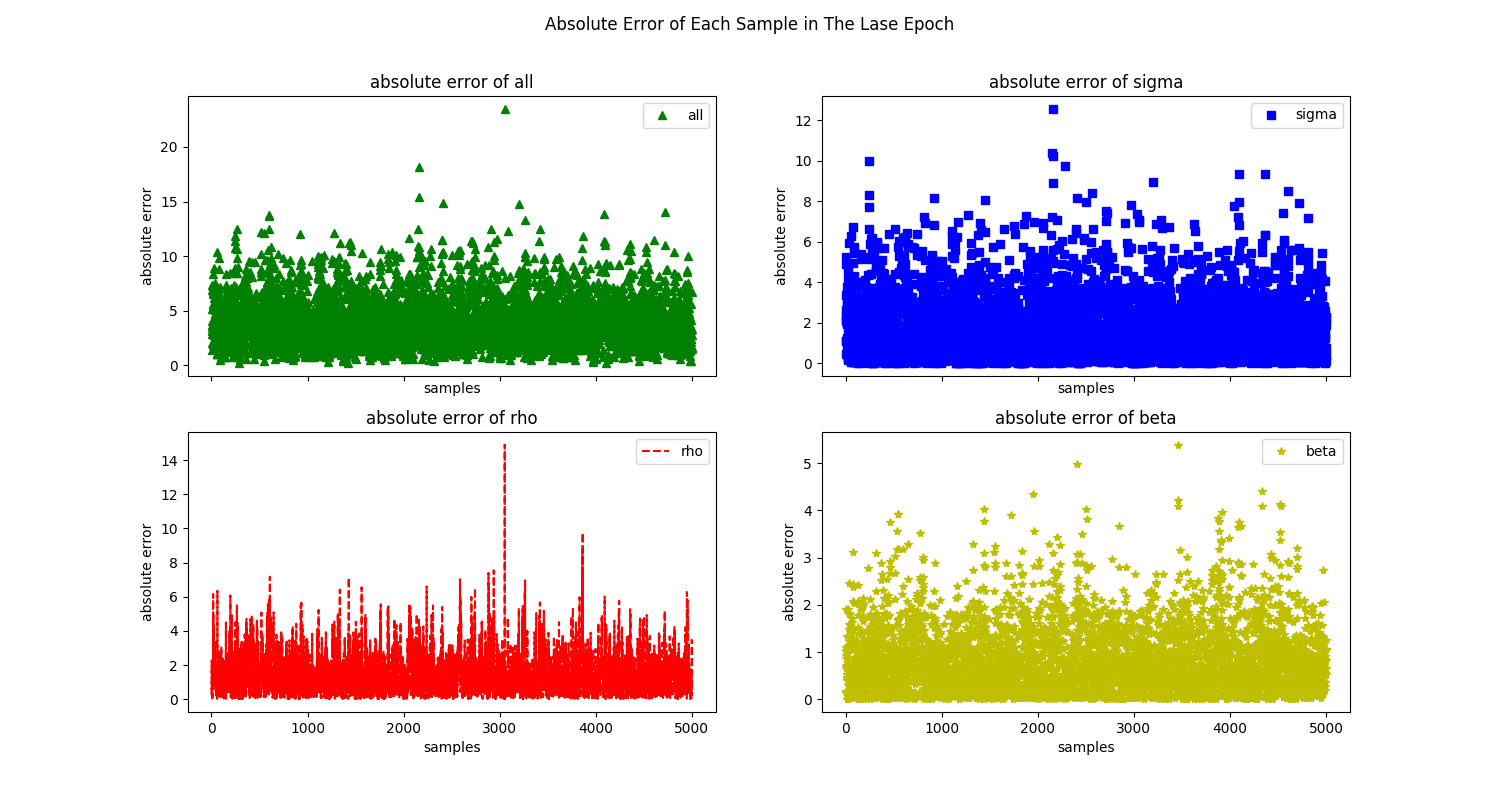 Absolute Error of Each Sample in The Lase Epoch
absolute error of all
absolute error
20
15
10
5
0
all
samples
absolute error of sigma
absolute error
12
10
8
6
4
2
0
sigma
samples
absolute error of rho
absolute error
14
12
10
8
6
4
2
0
rho
0 1000 2000 3000 4000 5000
samples
absolute error of beta
absolute error
5
4
3
2
1
0
beta
0 1000 2000 3000 4000 5000
samples